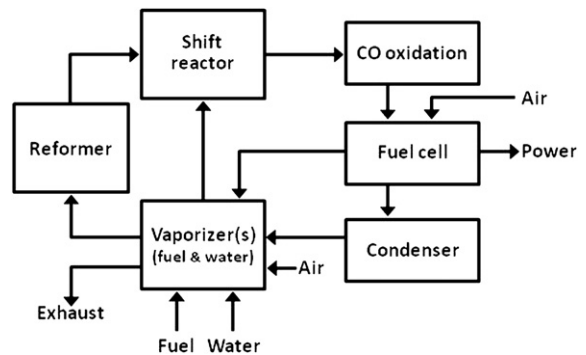 Shift
reactor
CO oxidation
Air
Reformer
Fuel cell
Power
Vaporizer(s)
(fuel & water)
Condenser
Air
Exhaust
Fuel
Water